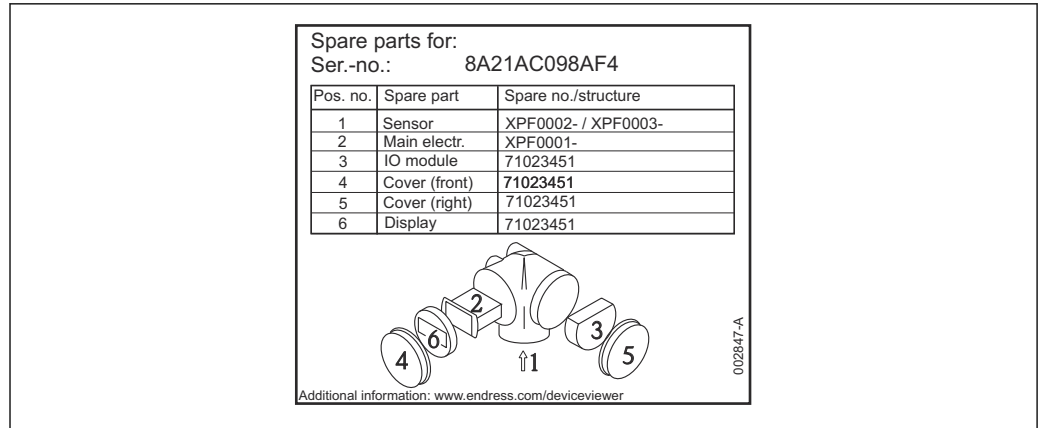 Spare parts for:
Ser.-no.: 8A21AC098AF4
Pos. no. Spare part Spare no./structure
1 Sensor XPF0002- / XPF0003-
2 Main electr. XPF0001-
3 IO module 71023451
4 Cover (front) 71023451
5 Cover (right) 71023451
6 Display 71023451
2
6
3
4
1
5
002847-A
Additional information: www.endress.com/deviceviewer